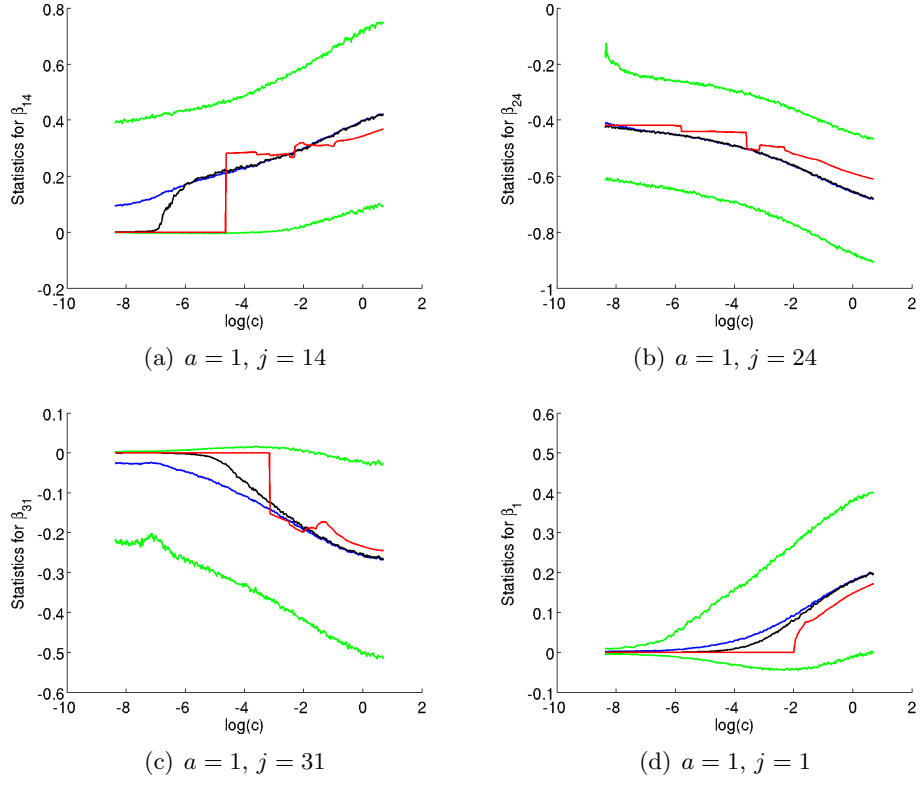 0.8
0.6
0.4
0.2
0
-0.2
Statistics for β14
-10 -8 -6 -4 -2 0 2
log(c)
(a) a = 1, j = 14
-0
-0.2
-0.4
-0.6
-0.8
-1
Statistics for β24
-10 -8 -6 -4 -2 0 2
log(c)
(b) a = 1, j = 24
0.1
0
-0.1
-0.2
-0.3
-0.4
-0.5
-0.6
Statistics for β31
-10 -8 -6 -4 -2 0 2
log(c)
(c) a = 1, j = 31
0.6
0.5
0.4
0.3
0.2
0.1
0
-0.1
Statistics for β1
-10 -8 -6 -4 -2 0 2
log(c)
(d) a = 1, j = 1